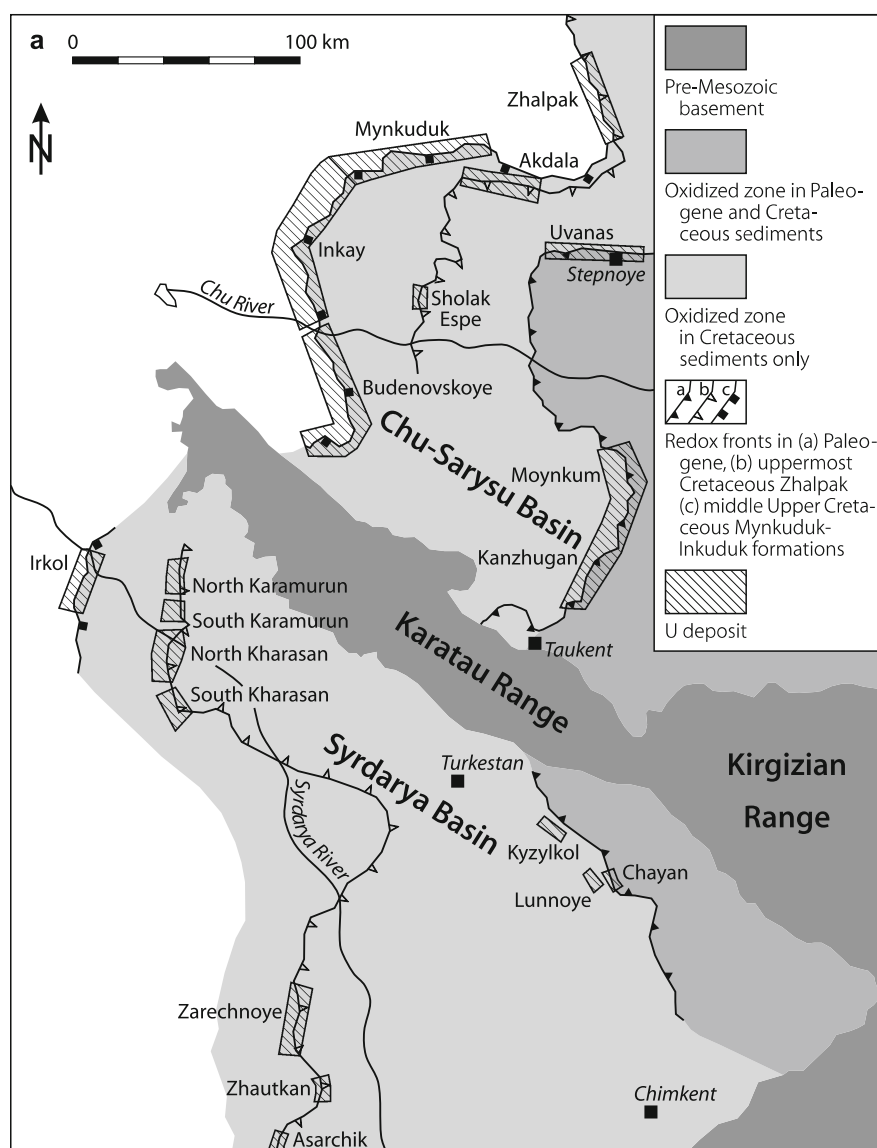 a
0
100 km
N
Zhalpak
Mynkuduk
Akdala
Uvanas
Stepnoye
Inkay
Chu River
Sholak
Espe
Budenovskoye
Chu-Sarysu Basin
Moynkum
Kanzhugan
Irkol
North Karamurun
South Karamurun
North Kharasan
South Kharasan
Taukent
Karatau Range
Kirgizian
Range
Syrdarya Basin
Syrdarya River
Turkestan
Kyzylkol
Lunnoye
Chayan
Zarechnoye
Zhautkan
Asarchik
Chimkent
Pre-Mesozoic
basement
Oxidized zone in Paleo-
gene and Creta-
ceous sediments
Oxidized zone
in Cretaceous
sediments only
a b c
Redox fronts in (a) Paleo-
gene, (b) uppermost
Cretaceous Zhalpak
(c) middle Upper Creta-
ceous Mynkuduk-
Inkuduk formations
U deposit